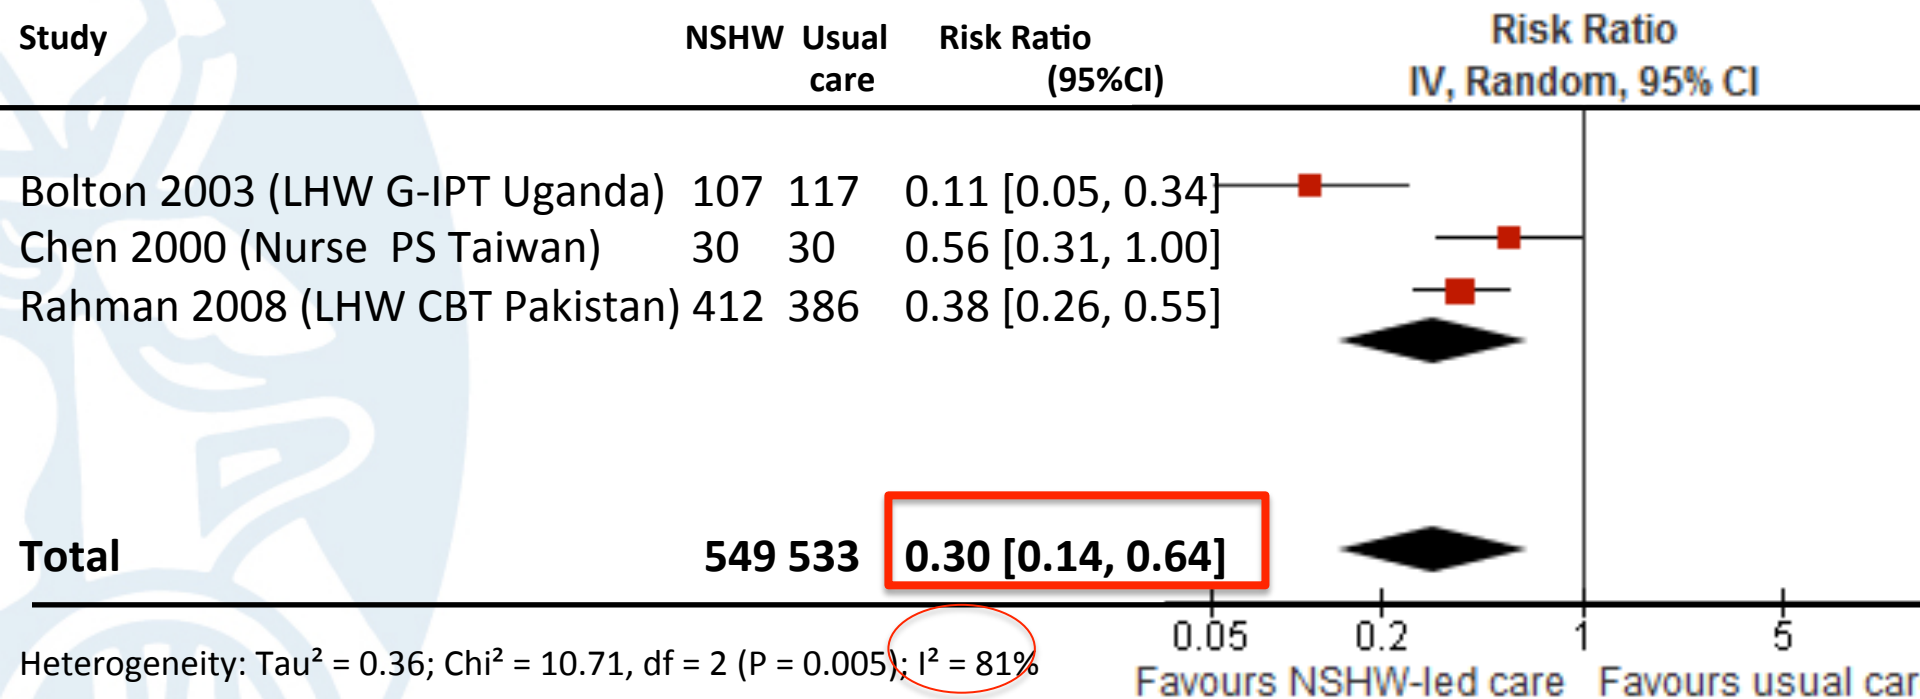 Study NSHW Usual care Risk Ratio (95%CI) Risk Ratio IV, Random, 95% CI
Bolton 2003 (LHW G-IPT Uganda) 107 117 0.11 [0.05, 0.34]
Chen 2000 (Nurse PS Taiwan) 30 30 0.56 [0.31, 1.00]
Rahman 2008 (LHW CBT Pakistan) 412 386 0.38 [0.26, 0.55]
Total 549 533 0.30 [0.14, 0.64]
0.05 0.2 1 5
Heterogeneity: Tau² = 0.36; Chi² = 10.71, df = 2 (P = 0.005); I² = 81%
Favours NSHW-led care Favours usual car